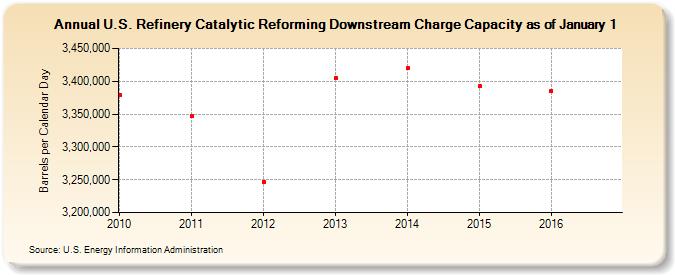 Annual U.S. Refinery Catalytic Reforming Downstream Charge Capacity as of January 1
Barrels per Calendar Day
3,450,000
3,400,000
3,350,000
3,300,000
3,250,000
3,200,000
2010 2011 2012 2013 2014 2015 2016
Source: U.S. Energy Information Administration